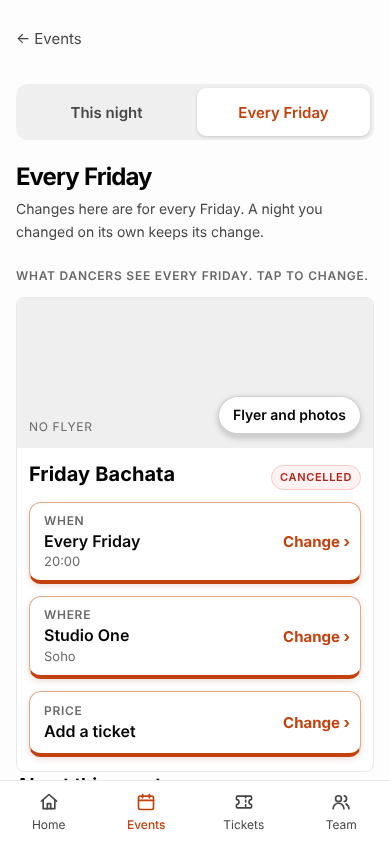 ← Events
This night
Every Friday
Every Friday
Changes here are for every Friday. A night you
changed on its own keeps its change.
WHAT DANCERS SEE EVERY FRIDAY. TAP TO CHANGE.
NO FLYER
Flyer and photos
Friday Bachata
CANCELLED
WHEN
Every Friday
20:00
Change ›
WHERE
Studio One
Soho
Change ›
PRICE
Add a ticket
Change ›
Home
Events
Tickets
Team